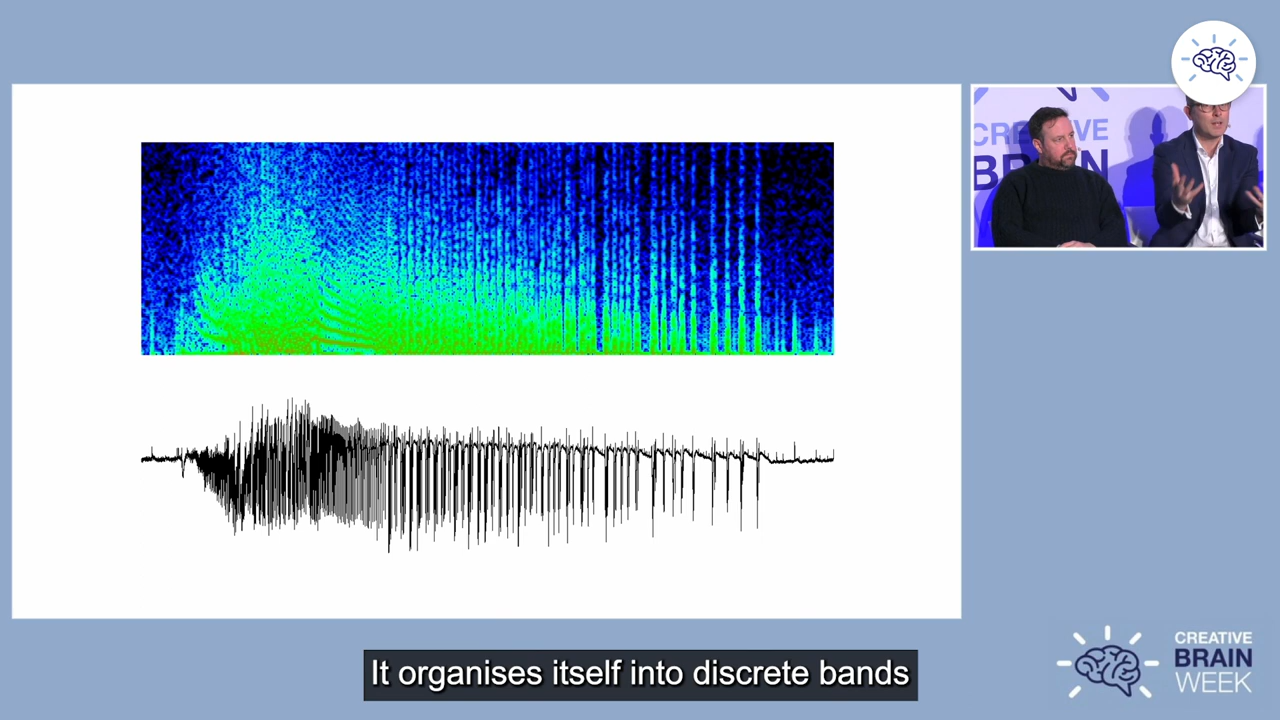 CREATIVE
BRAIN
It organises itself into discrete bands
CREATIVE
BRAIN
WEEK